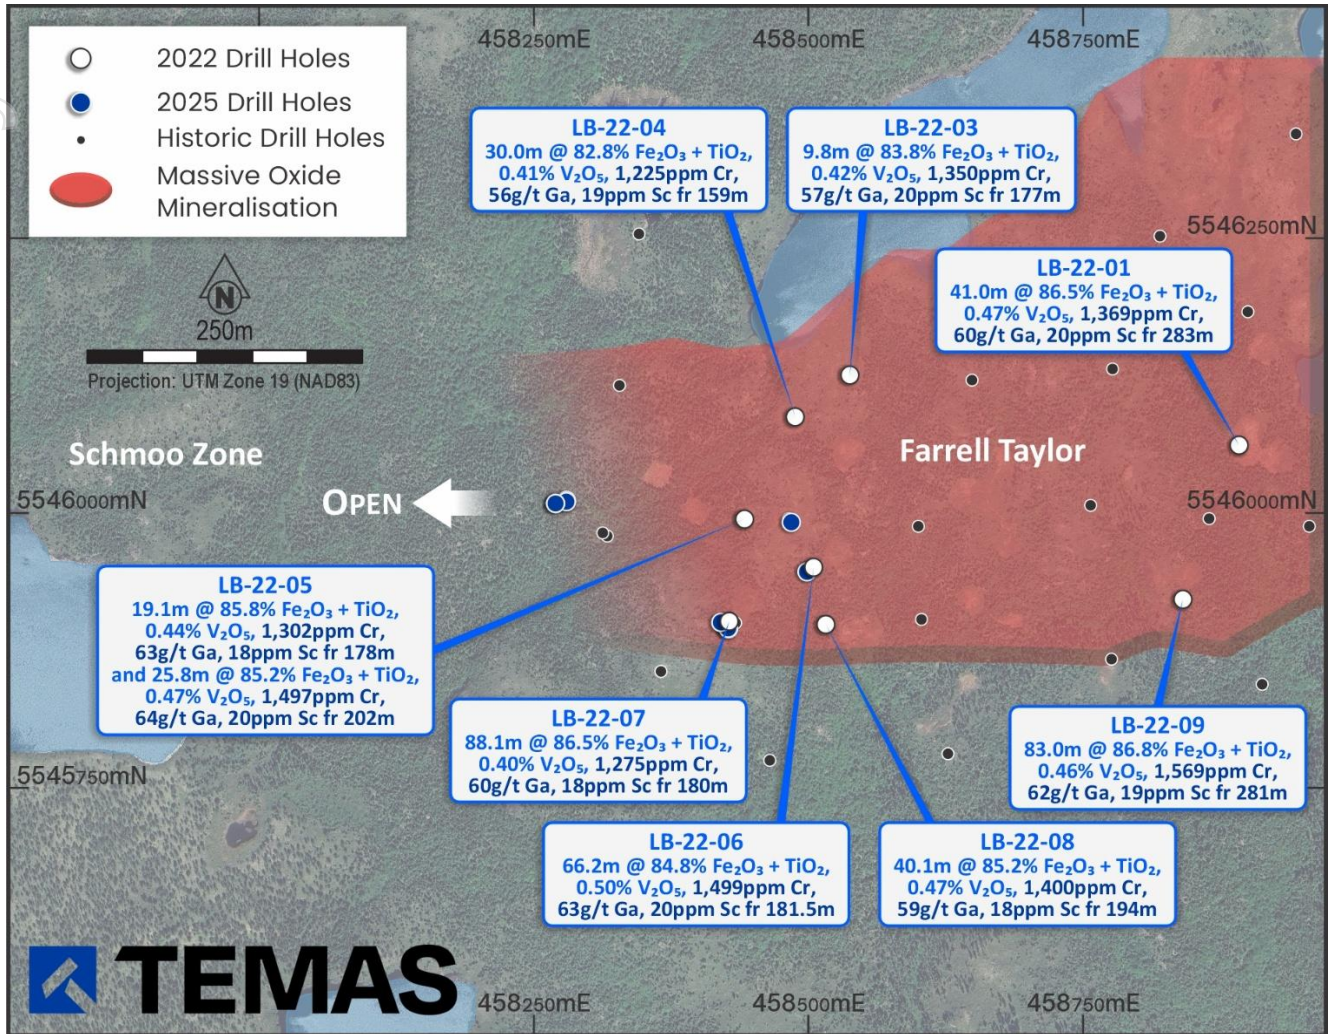 2022 Drill Holes
2025 Drill Holes
Historic Drill Holes
Massive Oxide
Mineralisation
N
250m
Projection: UTM Zone 19 (NAD83)
458250mE
458500mE
458750mE
LB-22-04
30.0m @ 82.8% Fe₂O₃ + TiO₂,
0.41% V₂O₅, 1,225ppm Cr,
56g/t Ga, 19ppm Sc fr 159m
LB-22-03
9.8m @ 83.8% Fe₂O₃ + TiO₂,
0.42% V₂O₅, 1,350ppm Cr,
57g/t Ga, 20ppm Sc fr 177m
5546250mN
LB-22-01
41.0m @ 86.5% Fe₂O₃ + TiO₂,
0.47% V₂O₅, 1,369ppm Cr,
60g/t Ga, 20ppm Sc fr 283m
Schmoo Zone
Farrell Taylor
5546000mN
OPEN
5546000mN
LB-22-05
19.1m @ 85.8% Fe₂O₃ + TiO₂,
0.44% V₂O₅, 1,302ppm Cr,
63g/t Ga, 18ppm Sc fr 178m
and 25.8m @ 85.2% Fe₂O₃ + TiO₂,
0.47% V₂O₅, 1,497ppm Cr,
64g/t Ga, 20ppm Sc fr 202m
LB-22-07
88.1m @ 86.5% Fe₂O₃ + TiO₂,
0.40% V₂O₅, 1,275ppm Cr,
60g/t Ga, 18ppm Sc fr 180m
LB-22-09
83.0m @ 86.8% Fe₂O₃ + TiO₂,
0.46% V₂O₅, 1,569ppm Cr,
62g/t Ga, 19ppm Sc fr 281m
5545750mN
LB-22-06
66.2m @ 84.8% Fe₂O₃ + TiO₂,
0.50% V₂O₅, 1,499ppm Cr,
63g/t Ga, 20ppm Sc fr 181.5m
LB-22-08
40.1m @ 85.2% Fe₂O₃ + TiO₂,
0.47% V₂O₅, 1,400ppm Cr,
59g/t Ga, 18ppm Sc fr 194m
TEMAS
458250mE
458500mE
458750mE